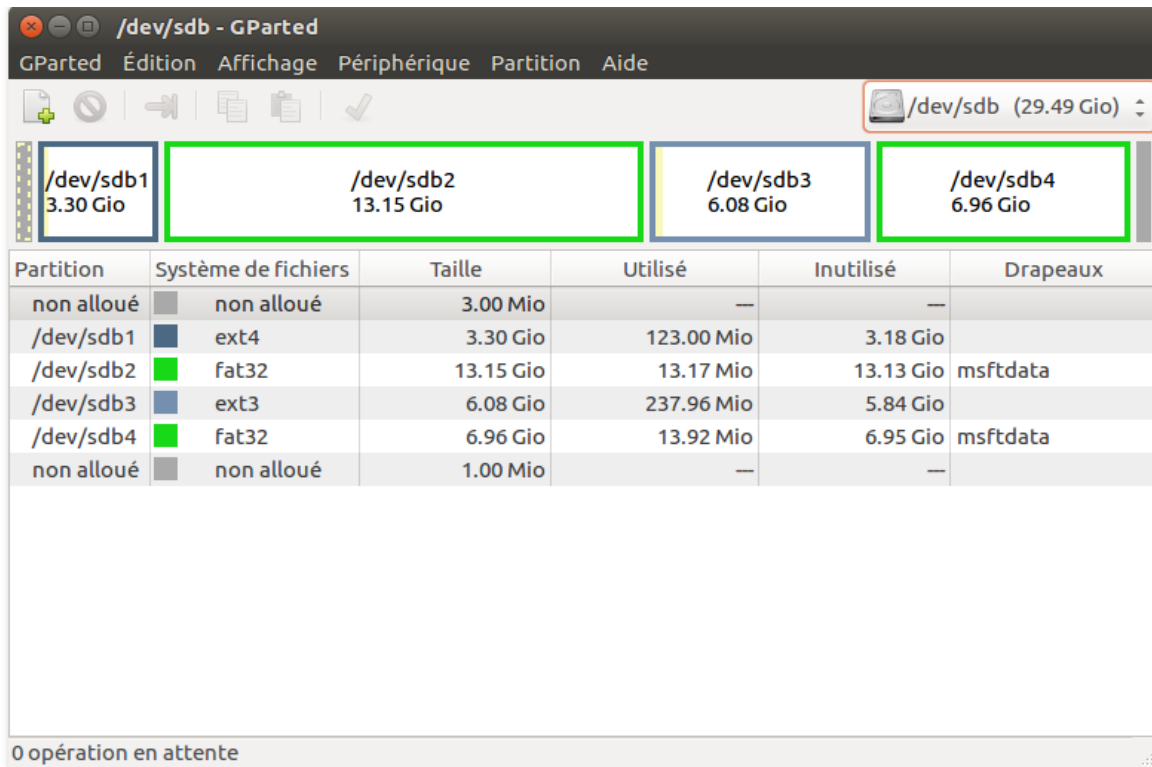 /dev/sdb - GParted
GParted Édition Affichage Périphérique Partition Aide
/dev/sdb (29.49 Gio)
/dev/sdb1 /dev/sdb2 /dev/sdb3 /dev/sdb4
3.30 Gio 13.15 Gio 6.08 Gio 6.96 Gio
Partition Système de fichiers Taille Utilisé Inutilisé Drapeaux
non alloué non alloué 3.00 Mio --- ---
/dev/sdb1 ext4 3.30 Gio 123.00 Mio 3.18 Gio
/dev/sdb2 fat32 13.15 Gio 13.17 Mio 13.13 Gio msftdata
/dev/sdb3 ext3 6.08 Gio 237.96 Mio 5.84 Gio
/dev/sdb4 fat32 6.96 Gio 13.92 Mio 6.95 Gio msftdata
non alloué non alloué 1.00 Mio --- ---
0 opération en attente